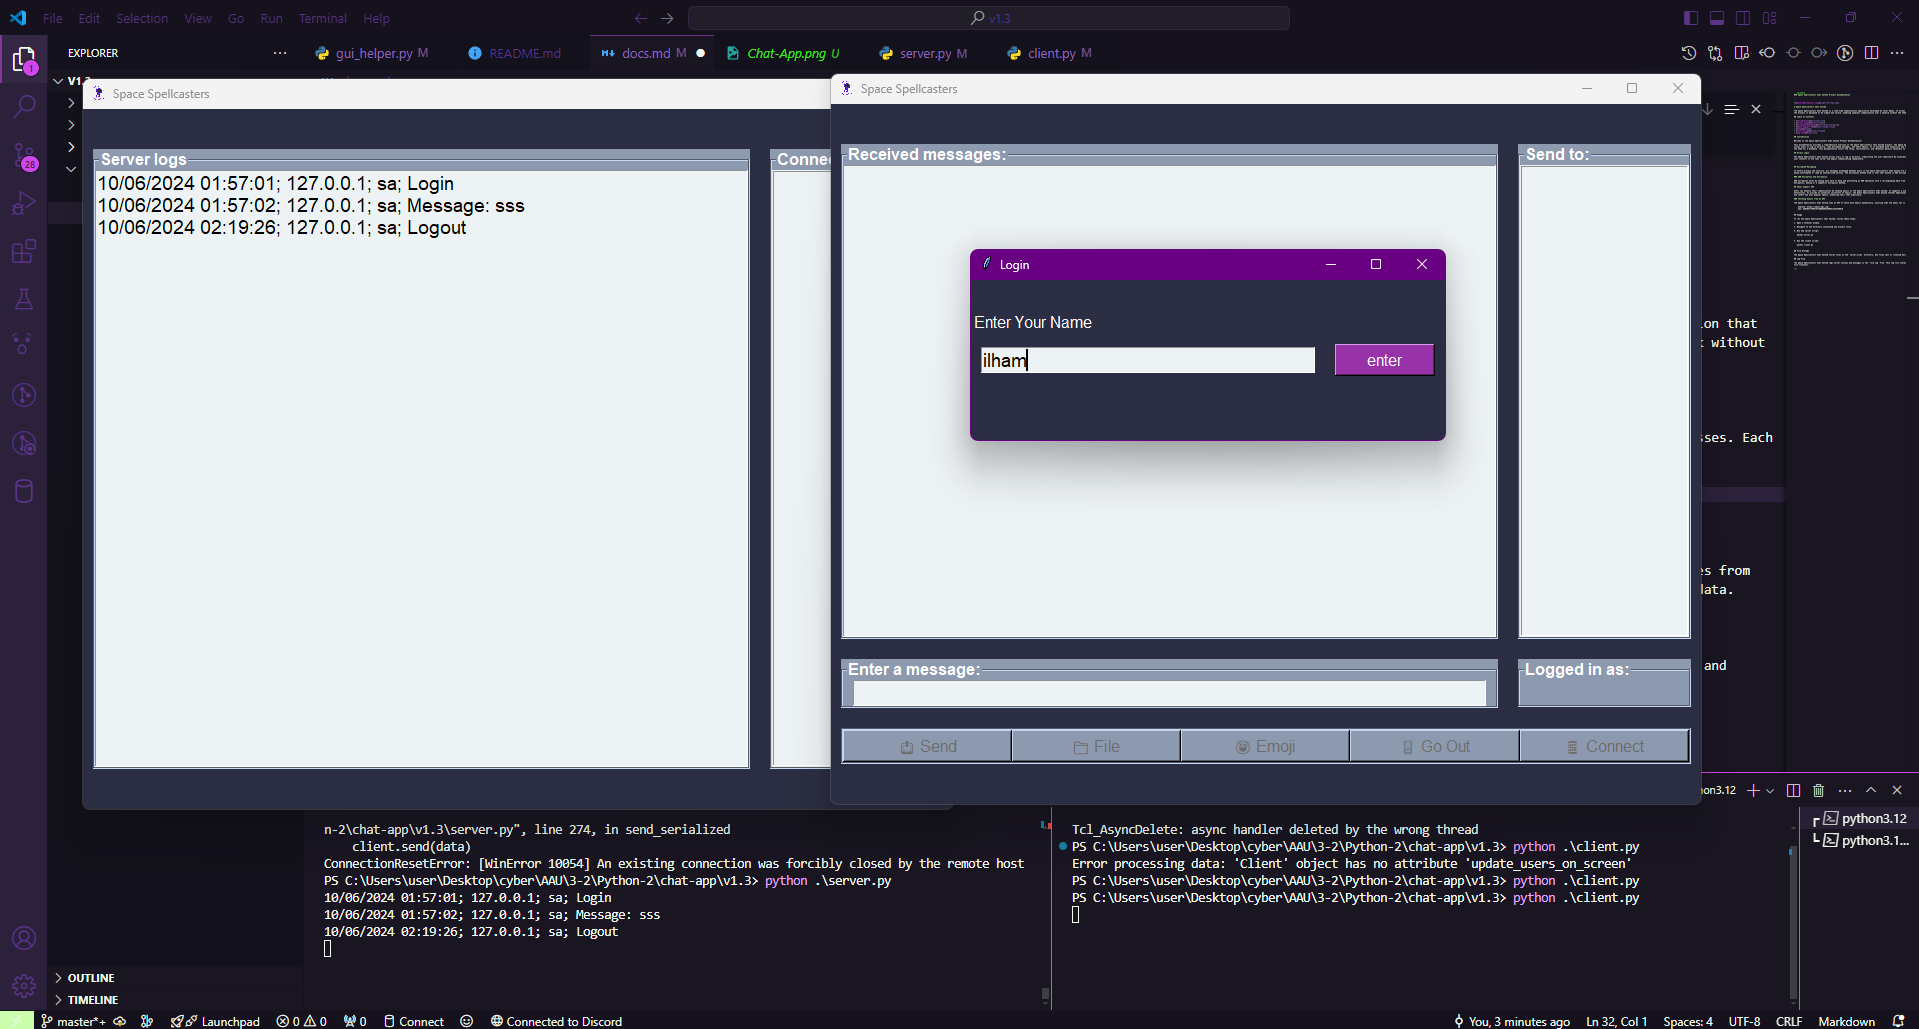 File Edit Selection View Go Run Terminal Help
v1.3
EXPLORER
gui_helper.py M
README.md
docs.md M
Chat-App.png U
server.py M
client.py M
V1.3
Space Spellcasters
Server logs
10/06/2024 01:57:01; 127.0.0.1; sa; Login
10/06/2024 01:57:02; 127.0.0.1; sa; Message: sss
10/06/2024 02:19:26; 127.0.0.1; sa; Logout
Connec
Space Spellcasters
Received messages:
Send to:
Login
Enter Your Name
ilham
enter
Enter a message:
Logged in as:
Send
File
Emoji
Go Out
Connect
on that
without
ses. Each
s from
data.
and
1
28
n-2\chat-app\v1.3\server.py", line 274, in send_serialized
client.send(data)
ConnectionResetError: [WinError 10054] An existing connection was forcibly closed by the remote host
PS C:\Users\user\Desktop\cyber\AAU\3-2\Python-2\chat-app\v1.3> python .\server.py
10/06/2024 01:57:01; 127.0.0.1; sa; Login
10/06/2024 01:57:02; 127.0.0.1; sa; Message: sss
10/06/2024 02:19:26; 127.0.0.1; sa; Logout
Tcl_AsyncDelete: async handler deleted by the wrong thread
PS C:\Users\user\Desktop\cyber\AAU\3-2\Python-2\chat-app\v1.3> python .\client.py
Error processing data: 'Client' object has no attribute 'update_users_on_screen'
PS C:\Users\user\Desktop\cyber\AAU\3-2\Python-2\chat-app\v1.3> python .\client.py
PS C:\Users\user\Desktop\cyber\AAU\3-2\Python-2\chat-app\v1.3> python .\client.py
on3.12
python3.12
python3.1...
OUTLINE
TIMELINE
master*+ Launchpad 0 0 0 Connect Connected to Discord
You, 3 minutes ago Ln 32, Col 1 Spaces: 4 UTF-8 CRLF Markdown